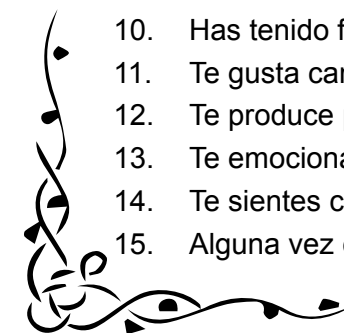 10. Has tenido
11. Te gusta
12. Te produce
13. Te emociona
14. Te sientes
15. Alguna vez